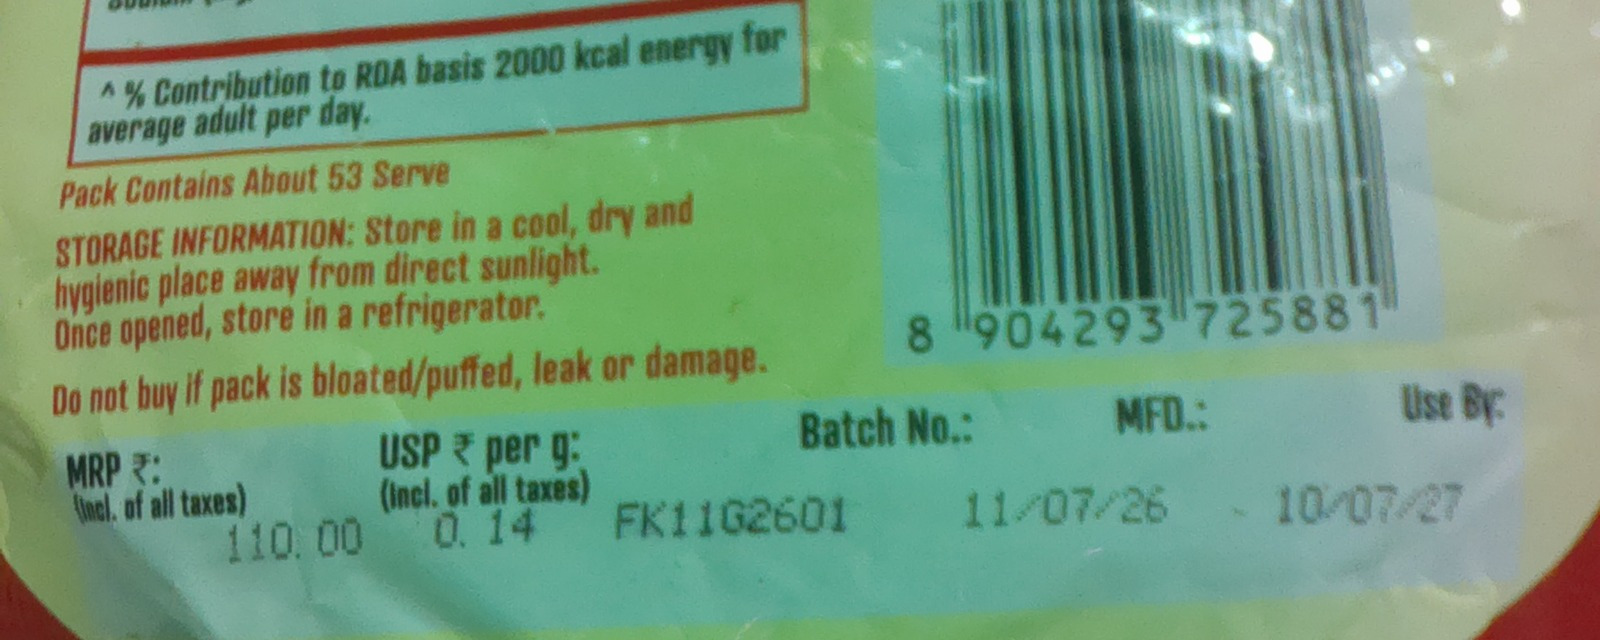 ^ % Contribution to RDA basis 2000 kcal energy for
average adult per day.
Pack Contains About 53 Serve
STORAGE INFORMATION: Store in a cool, dry and
hygienic place away from direct sunlight.
Once opened, store in a refrigerator.
Do not buy if pack is bloated/puffed, leak or damage.
8 904293 725881
MRP ₹:
(incl. of all taxes)
110.00
USP ₹ per g:
(incl. of all taxes)
0.14
Batch No.:
FK11G2601
MFD.:
11/07/26
Use By:
10/07/27